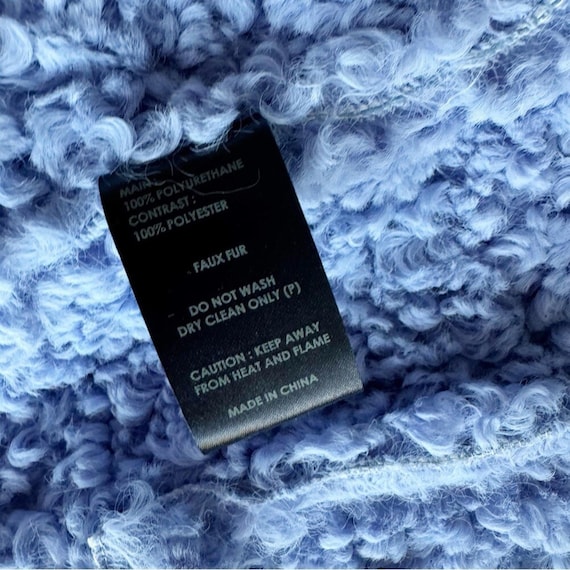 MAIN
100% POLYURETHANE
CONTRAST :
100% POLYESTER
FAUX FUR
DO NOT WASH
DRY CLEAN ONLY (P)
CAUTION : KEEP AWAY
FROM HEAT AND FLAME
MADE IN CHINA